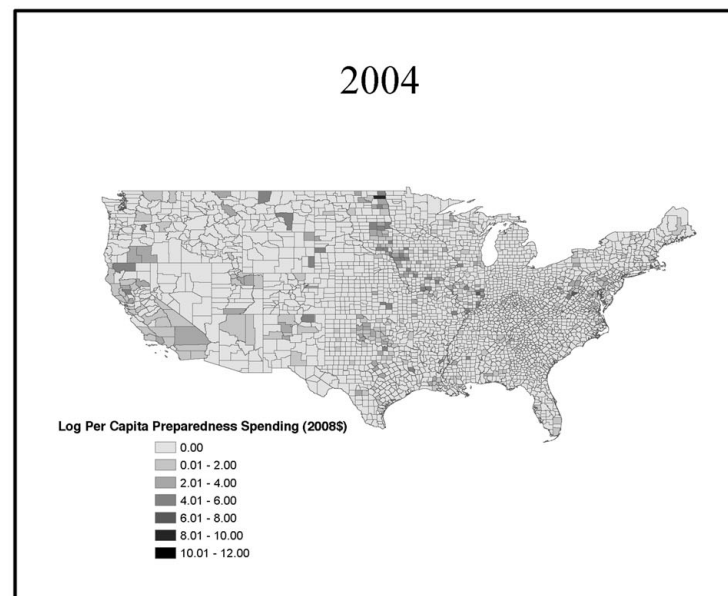 2004
Log Per Capita Preparedness Spending (2008$)
0.00
0.01 - 2.00
2.01 - 4.00
4.01 - 6.00
6.01 - 8.00
8.01 - 10.00
10.01 - 12.00